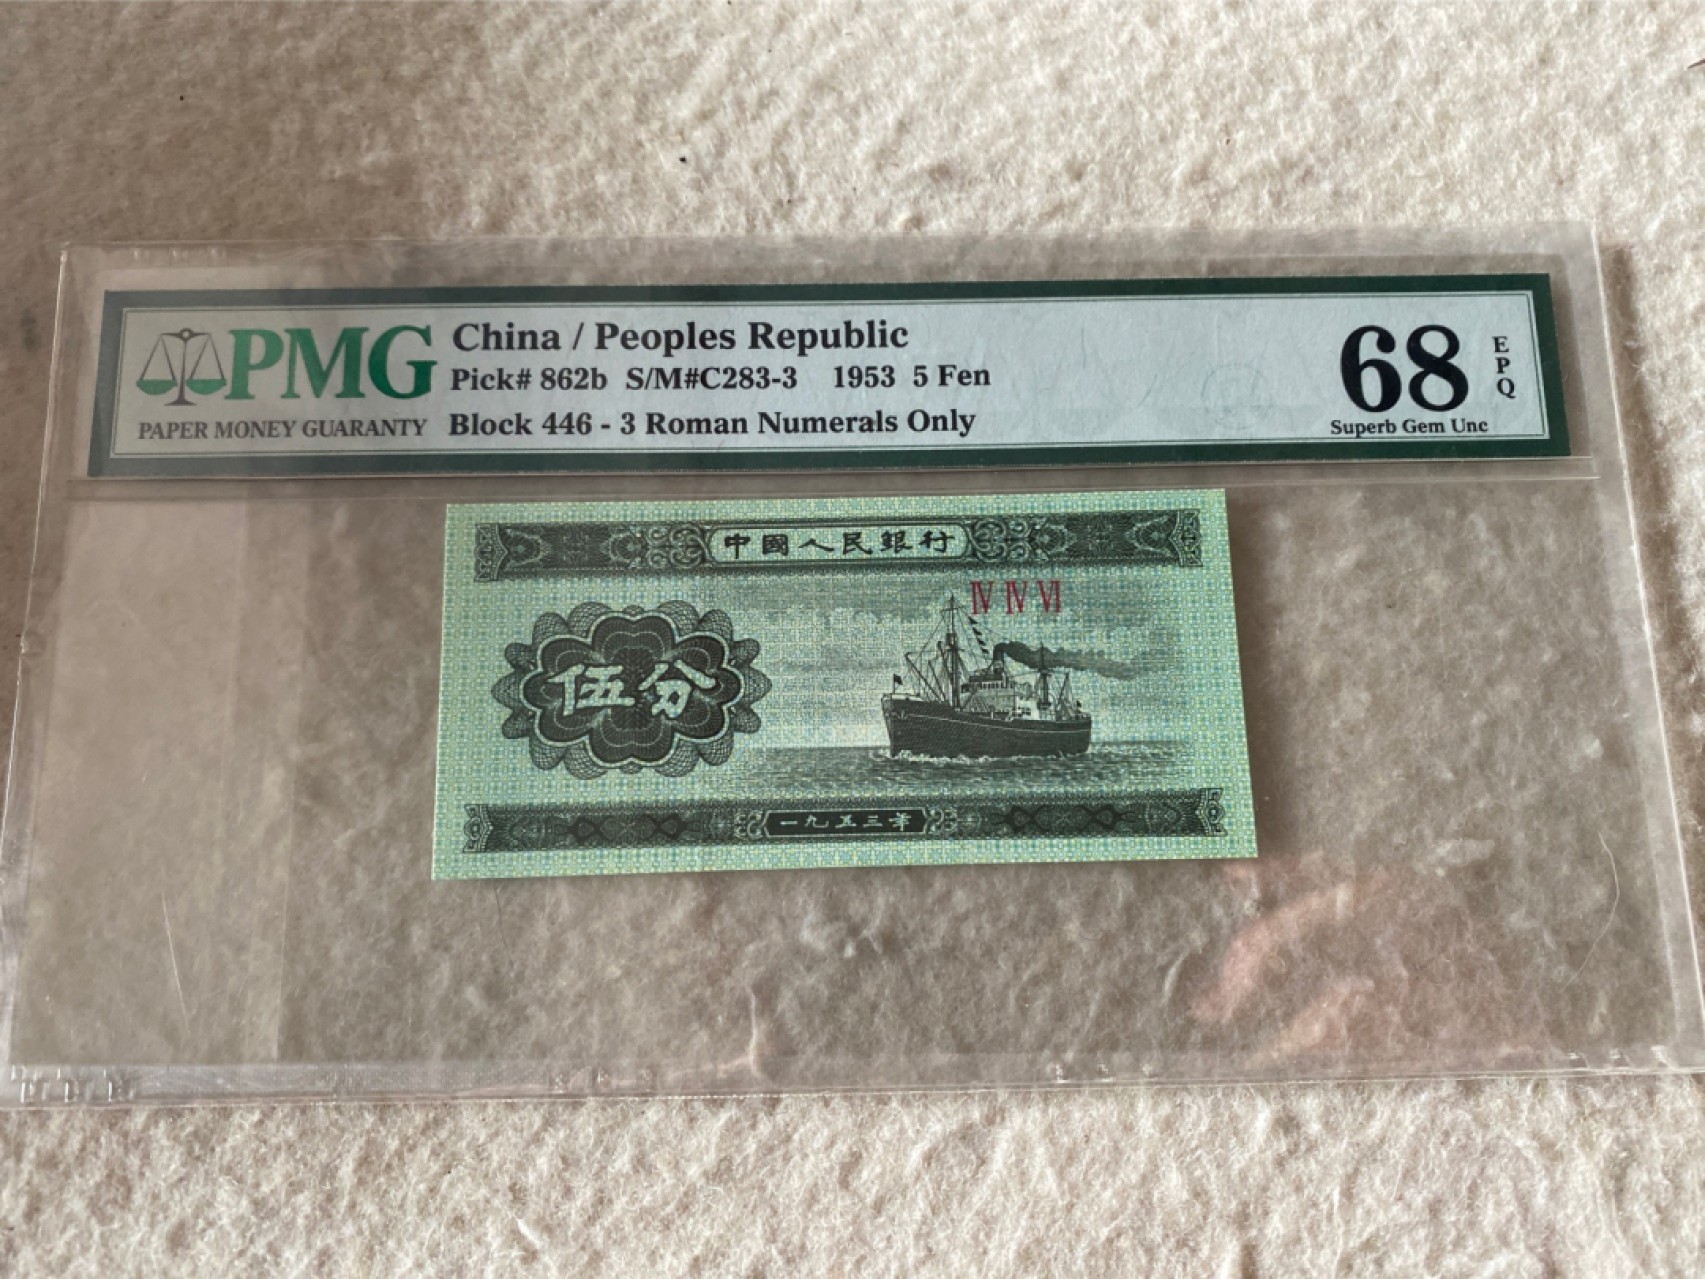 PMG
PAPER MONEY GUARANTY
China / Peoples Republic
Pick# 862b S/M#C283-3 1953 5 Fen
Block 446 - 3 Roman Numerals Only
68
EPQ
Superb Gem Unc
中國人民銀行
IV IV VI
伍分
一九五三年